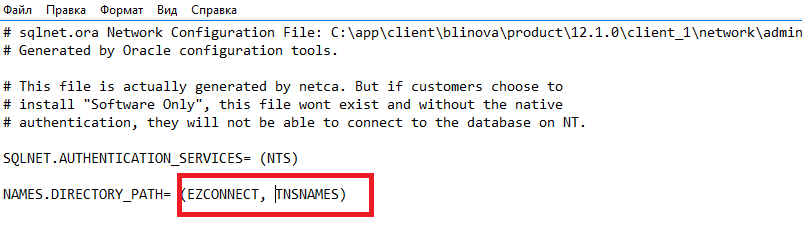 Файл Правка Формат Вид Справка
# sqlnet.ora Network Configuration File: C:\app\client\blinova\product\12.1.0\client_1\network\admin
# Generated by Oracle configuration tools.
# This file is actually generated by netca. But if customers choose to
# install "Software Only", this file wont exist and without the native
# authentication, they will not be able to connect to the database on NT.
SQLNET.AUTHENTICATION_SERVICES= (NTS)
NAMES.DIRECTORY_PATH= (EZCONNECT, TNSNAMES)